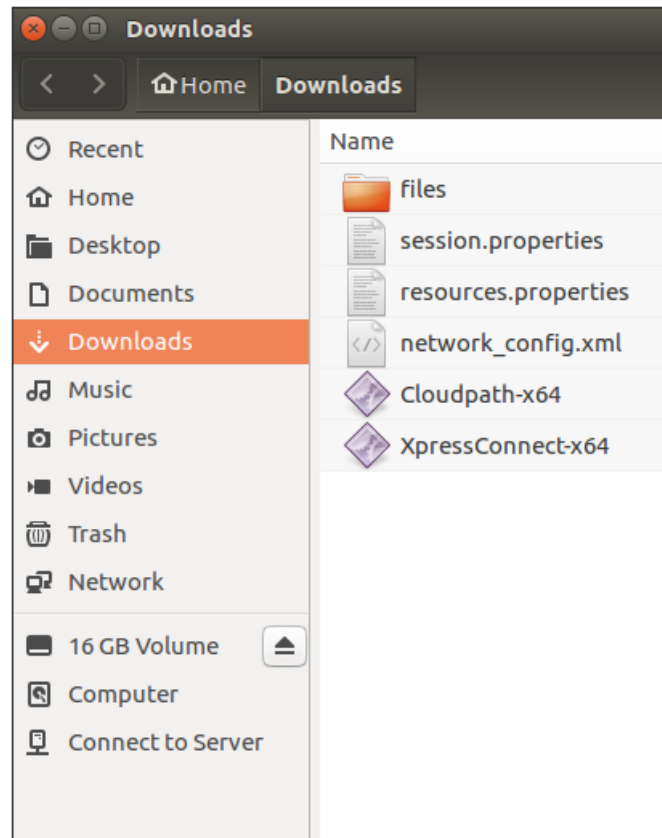 Downloads
Home Downloads
Recent
Home
Desktop
Documents
Downloads
Music
Pictures
Videos
Trash
Network
16 GB Volume
Computer
Connect to Server
Name
files
session.properties
resources.properties
network_config.xml
Cloudpath-x64
XpressConnect-x64